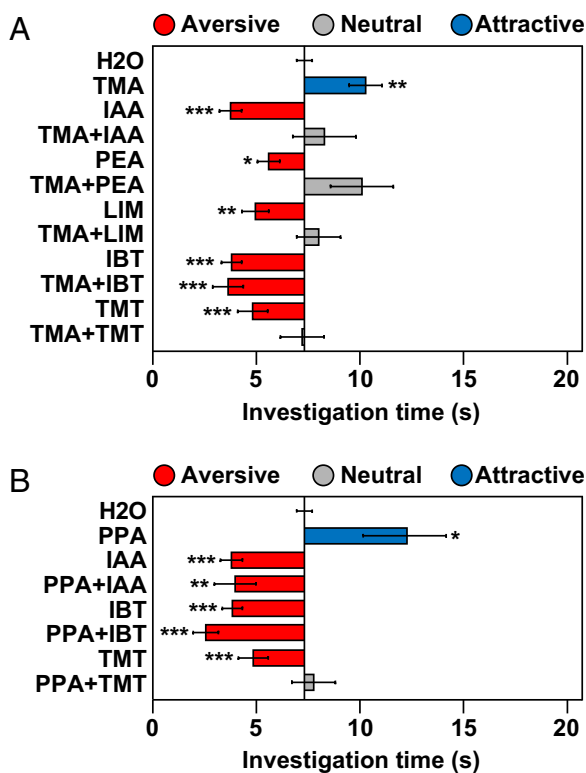 A
Aversive Neutral Attractive
H2O
TMA **
IAA ***
TMA+IAA
PEA *
TMA+PEA
LIM **
TMA+LIM
IBT ***
TMA+IBT ***
TMT ***
TMA+TMT
0 5 10 15 20
Investigation time (s)
B
Aversive Neutral Attractive
H2O
PPA *
IAA ***
PPA+IAA **
IBT ***
PPA+IBT ***
TMT ***
PPA+TMT
0 5 10 15 20
Investigation time (s)